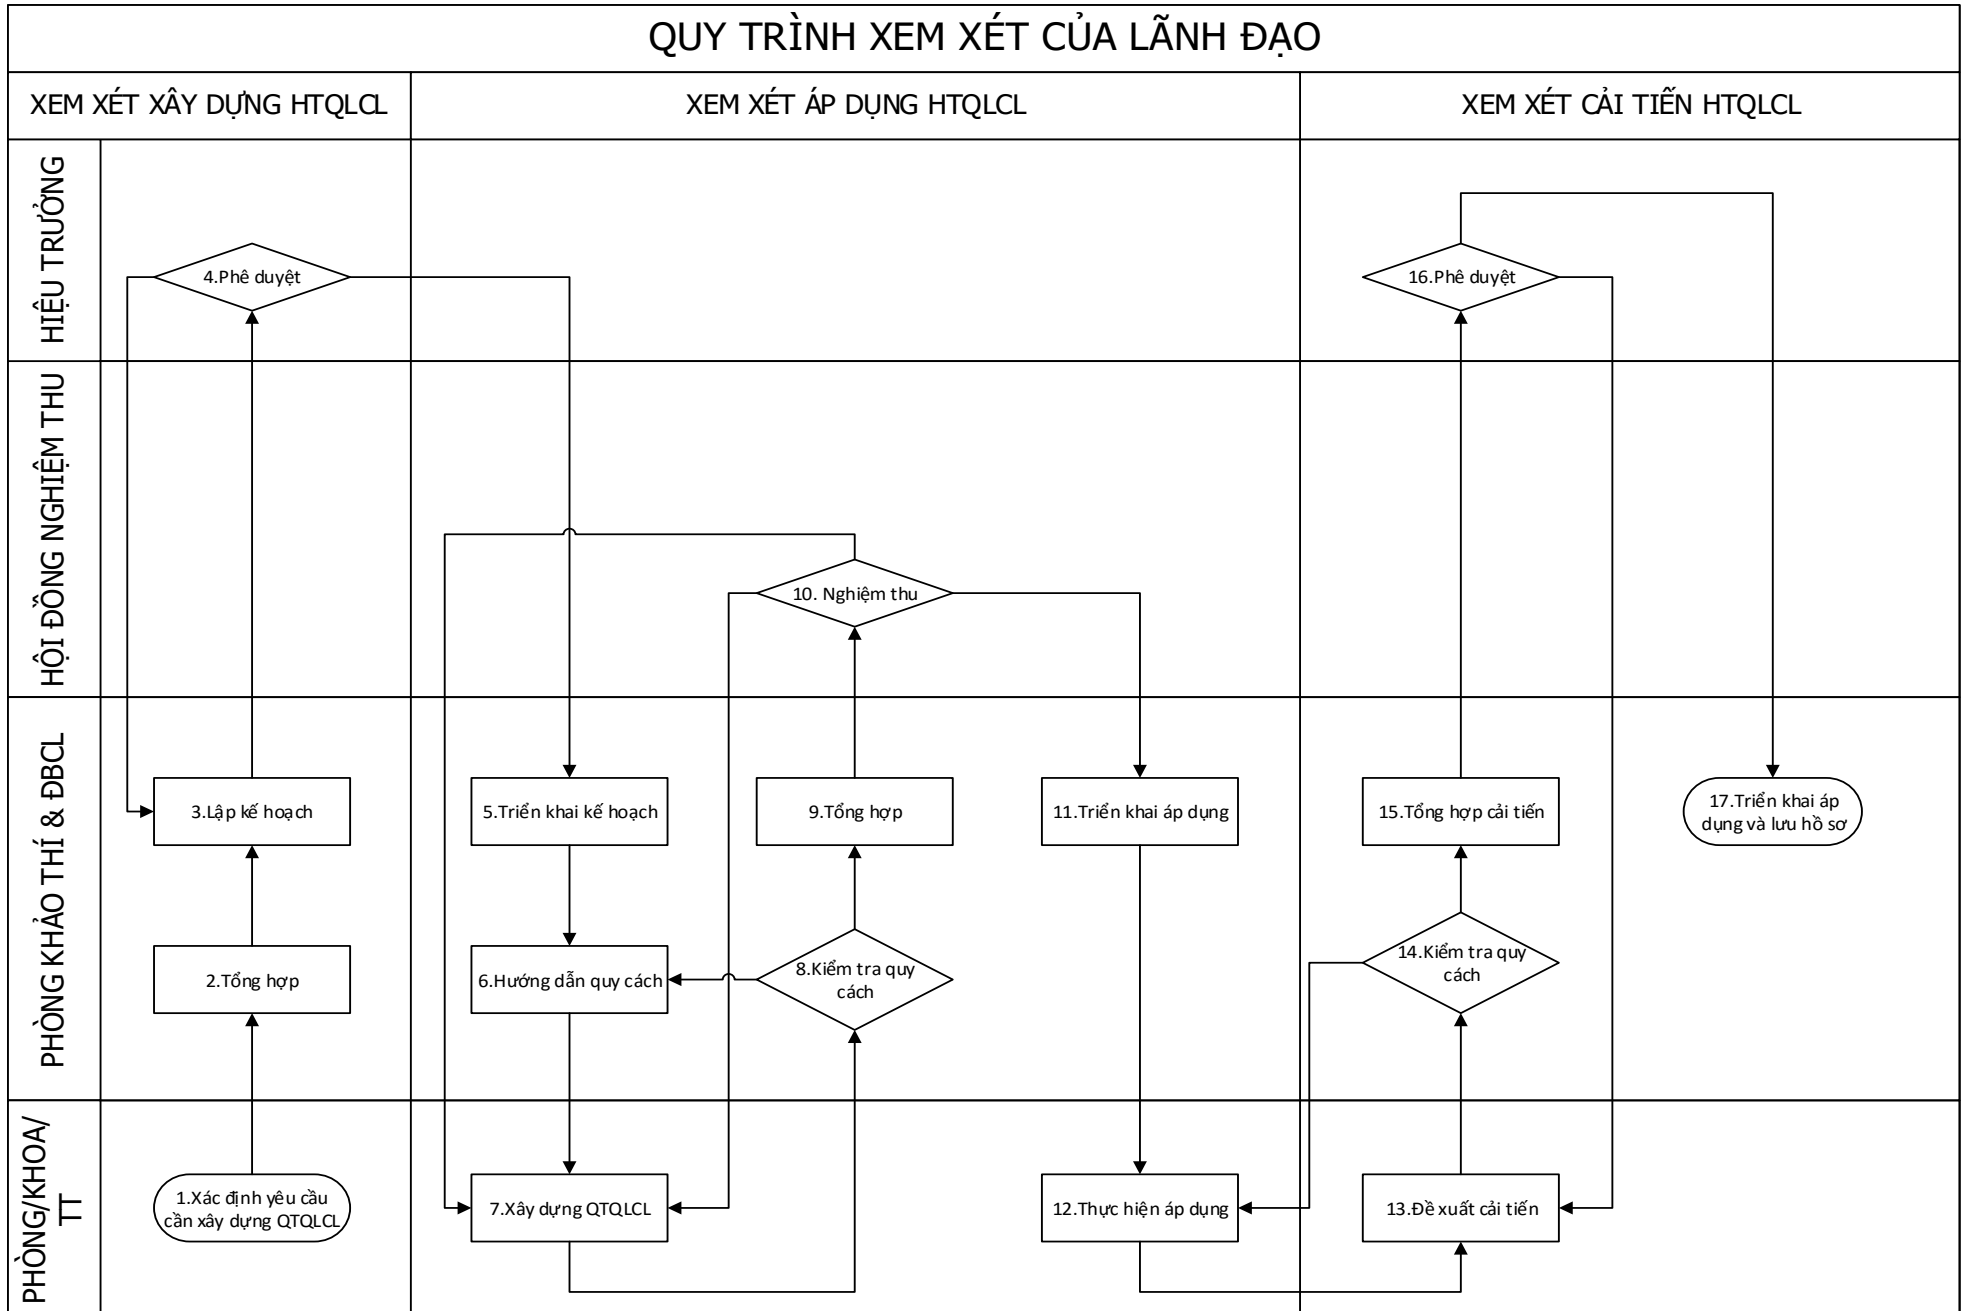 QUY TRÌNH XEM XÉT CỦA LÃNH ĐẠO
XEM XÉT XÂY DỰNG HTQLCL
XEM XÉT ÁP DỤNG HTQLCL
XEM XÉT CẢI TIẾN HTQLCL
HIỆU TRƯỞNG
4.Phê duyệt
16.Phê duyệt
HỘI ĐỒNG NGHIỆM THU
10. Nghiệm thu
PHÒNG KHẢO THÍ & ĐBCL
3.Lập kế hoạch
5.Triển khai kế hoạch
9.Tổng hợp
11.Triển khai áp dụng
15.Tổng hợp cải tiến
17.Triển khai áp
dụng và lưu hồ sơ
2.Tổng hợp
6.Hướng dẫn quy cách
8.Kiểm tra quy
cách
14.Kiểm tra quy
cách
PHÒNG/KHOA/
TT
1.Xác định yêu cầu
cần xây dựng QTQLCL
7.Xây dựng QTQLCL
12.Thực hiện áp dụng
13.Đề xuất cải tiến